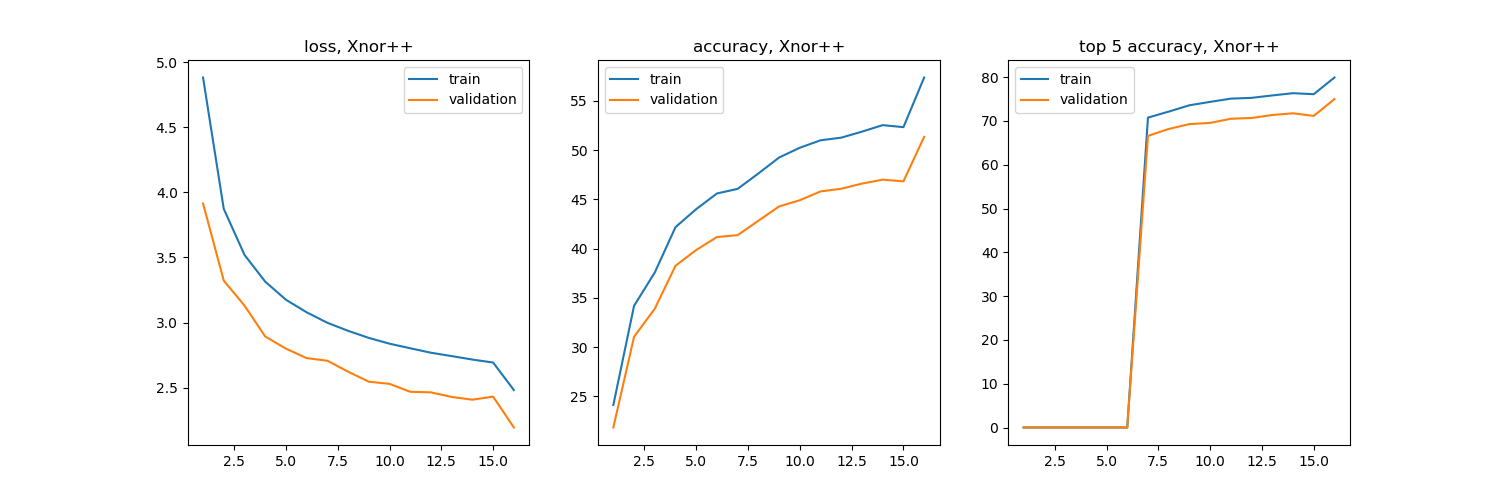 loss, Xnor++
train
validation
5.0
4.5
4.0
3.5
3.0
2.5
2.5 5.0 7.5 10.0 12.5 15.0
accuracy, Xnor++
train
validation
55
50
45
40
35
30
25
2.5 5.0 7.5 10.0 12.5 15.0
top 5 accuracy, Xnor++
train
validation
80
70
60
50
40
30
20
10
0
2.5 5.0 7.5 10.0 12.5 15.0